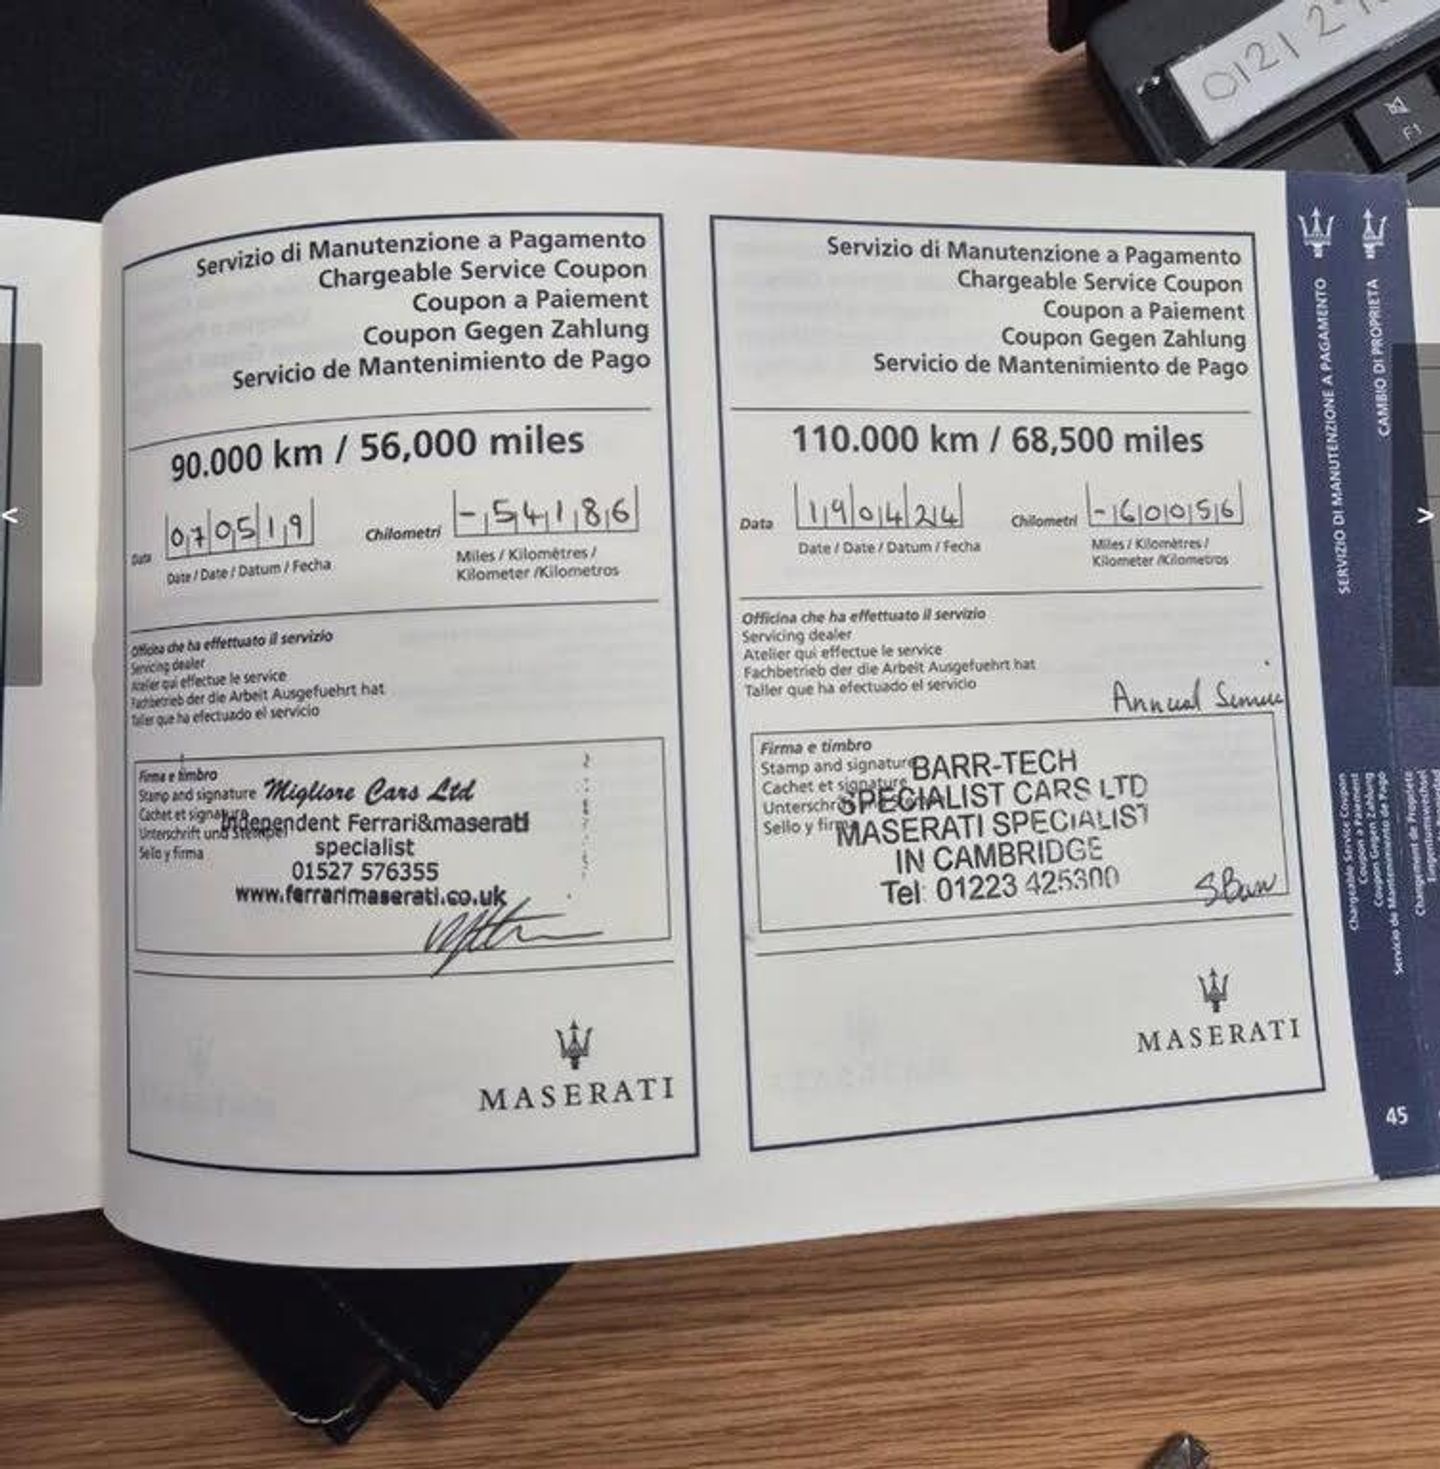 0121 2
F1
Servizio di Manutenzione a Pagamento
Chargeable Service Coupon
Coupon a Paiement
Coupon Gegen Zahlung
Servicio de Mantenimiento de Pago
90.000 km / 56,000 miles
Data 070519 Chilometri -54186
Date / Date / Datum / Fecha
Miles / Kilomètres /
Kilometer /Kilometros
Officina che ha effettuato il servizio
Servicing dealer
Atelier qui effectue le service
Fachbetrieb der die Arbeit Ausgefuehrt hat
Taller que ha efectuado el servicio
Firma e timbro
Stamp and signature
Cachet et signature
Unterschrift und Stempel
Sello y firma
Migliore Cars Ltd
Independent Ferrari&maserati
specialist
01527 576355
www.ferrarimaserati.co.uk
MASERATI
Servizio di Manutenzione a Pagamento
Chargeable Service Coupon
Coupon a Paiement
Coupon Gegen Zahlung
Servicio de Mantenimiento de Pago
110.000 km / 68,500 miles
Data 190424 Chilometri -60056
Date / Date / Datum / Fecha
Miles / Kilomètres /
Kilometer /Kilometros
Officina che ha effettuato il servizio
Servicing dealer
Atelier qui effectue le service
Fachbetrieb der die Arbeit Ausgefuehrt hat
Taller que ha efectuado el servicio
Annual Service
Firma e timbro
Stamp and signature
Cachet et signature
Sello y firma
BARR-TECH
SPECIALIST CARS LTD
MASERATI SPECIALIST
IN CAMBRIDGE
Tel: 01223 425300
S Barr
MASERATI
SERVIZIO DI MANUTENZIONE A PAGAMENTO
Chargeable Service Coupon
Coupon a Paiement
Coupon Gegen Zahlung
Servicio de Mantenimiento de Pago
CAMBIO DI PROPRIETÀ
Changement de Propriété
Eigentumswechsel
45